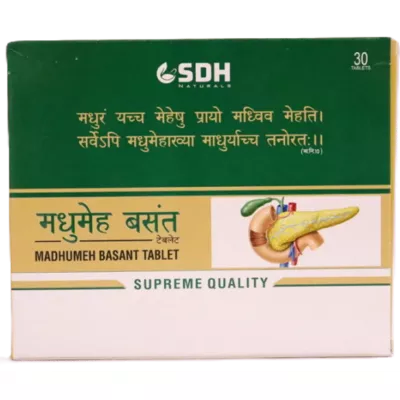 SDH
NATURALS
30
TABLETS
मधुरं यच्च मेहेषु प्रायो मध्विव मेहति।
सर्वेऽपि मधुमेहाख्या माधुर्याच्च तनोरतः।।
मधुमेह बसंत
टेबलेट
MADHUMEH BASANT TABLET
SUPREME QUALITY